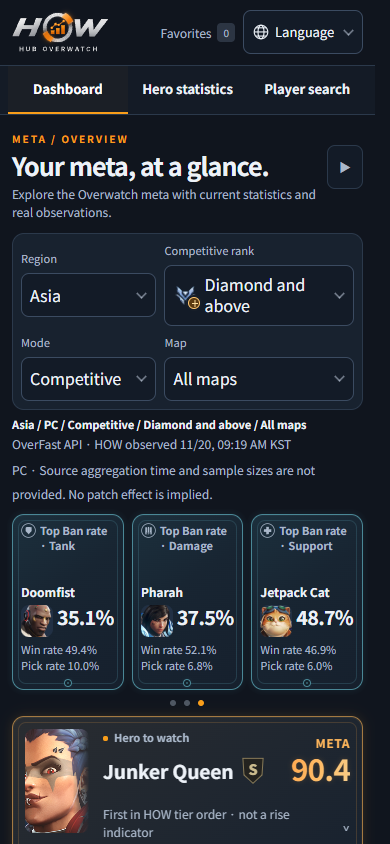 HOW
HUB OVERWATCH
Favorites 0
Language
Dashboard Hero statistics Player search
META / OVERVIEW
Your meta, at a glance.
Explore the Overwatch meta with current statistics and
real observations.
Region
Asia
Competitive rank
Diamond and
above
Mode
Competitive
Map
All maps
Asia / PC / Competitive / Diamond and above / All maps
OverFast API · HOW observed 11/20, 09:19 AM KST
PC · Source aggregation time and sample sizes are not
provided. No patch effect is implied.
Top Ban rate
· Tank
Doomfist
35.1%
Win rate 49.4%
Pick rate 10.0%
Top Ban rate
· Damage
Pharah
37.5%
Win rate 52.1%
Pick rate 6.8%
Top Ban rate
· Support
Jetpack Cat
48.7%
Win rate 46.9%
Pick rate 6.0%
Hero to watch
Junker Queen S
META
90.4
First in HOW tier order · not a rise
indicator